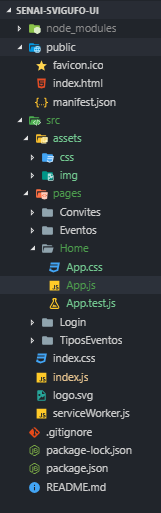 SENAI-SVIGUFO-UI
node_modules
public
favicon.ico
index.html
manifest.json
src
assets
css
img
pages
Convites
Eventos
Home
App.css
App.js
App.test.js
Login
TiposEventos
index.css
index.js
logo.svg
serviceWorker.js
.gitignore
package-lock.json
package.json
README.md